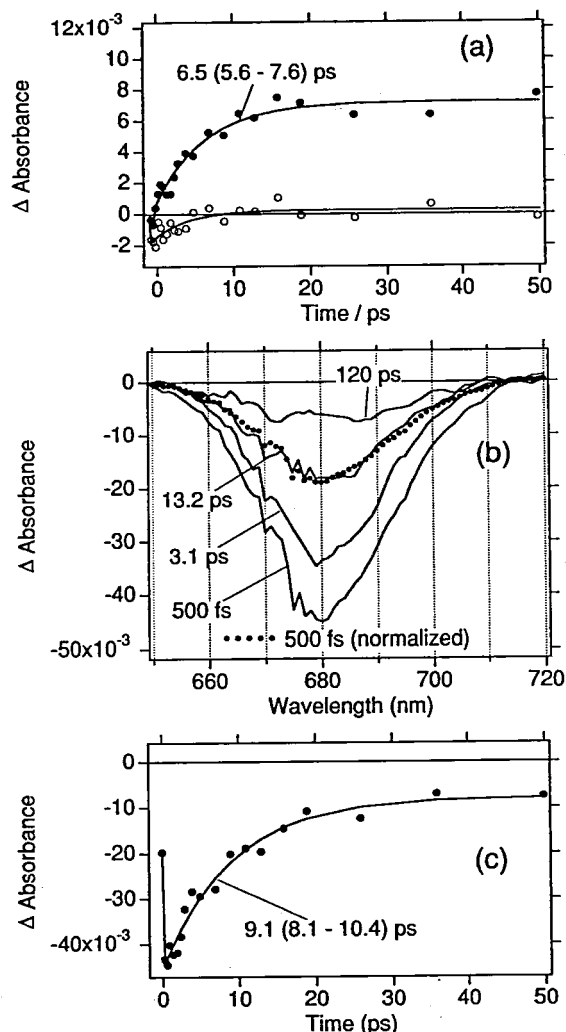 12x10⁻³
(a)
6.5 (5.6 - 7.6) ps
10
8
6
4
2
0
-2
Δ Absorbance
0 10 20 30 40 50
Time / ps
0
-10
-20
-30
-40
-50x10⁻³
Δ Absorbance
120 ps
(b)
13.2 ps
3.1 ps
500 fs
500 fs (normalized)
660 680 700 720
Wavelength (nm)
0
-10
-20
-30
-40x10⁻³
Δ Absorbance
(c)
9.1 (8.1 - 10.4) ps
0 10 20 30 40 50
Time (ps)